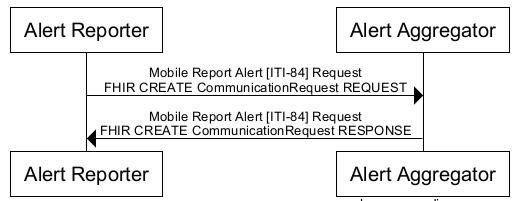 Alert Reporter
Alert Aggregator
Mobile Report Alert [ITI-84] Request
FHIR CREATE CommunicationRequest REQUEST
Mobile Report Alert [ITI-84] Request
FHIR CREATE CommunicationRequest RESPONSE
Alert Reporter
Alert Aggregator